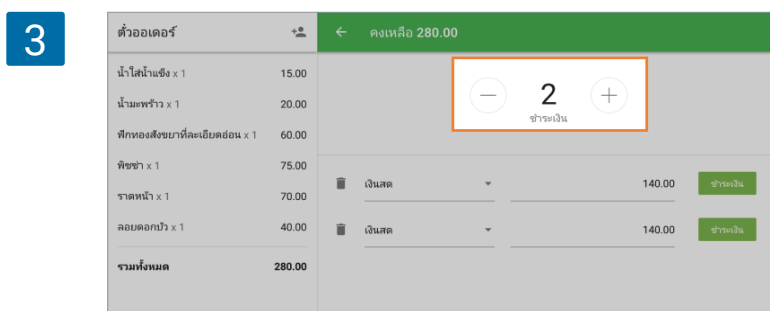 3
ตั๋วออเดอร์
คงเหลือ 280.00
น้ำใส่น้ำแข็ง x 1 15.00
น้ำมะพร้าว x 1 20.00
ฟักทองสังขยาที่ละเอียดอ่อน x 1 60.00
พิซซ่า x 1 75.00
ราดหน้า x 1 70.00
ลอยดอกบัว x 1 40.00
รวมทั้งหมด 280.00
2
ชำระเงิน
เงินสด 140.00 ชำระเงิน
เงินสด 140.00 ชำระเงิน